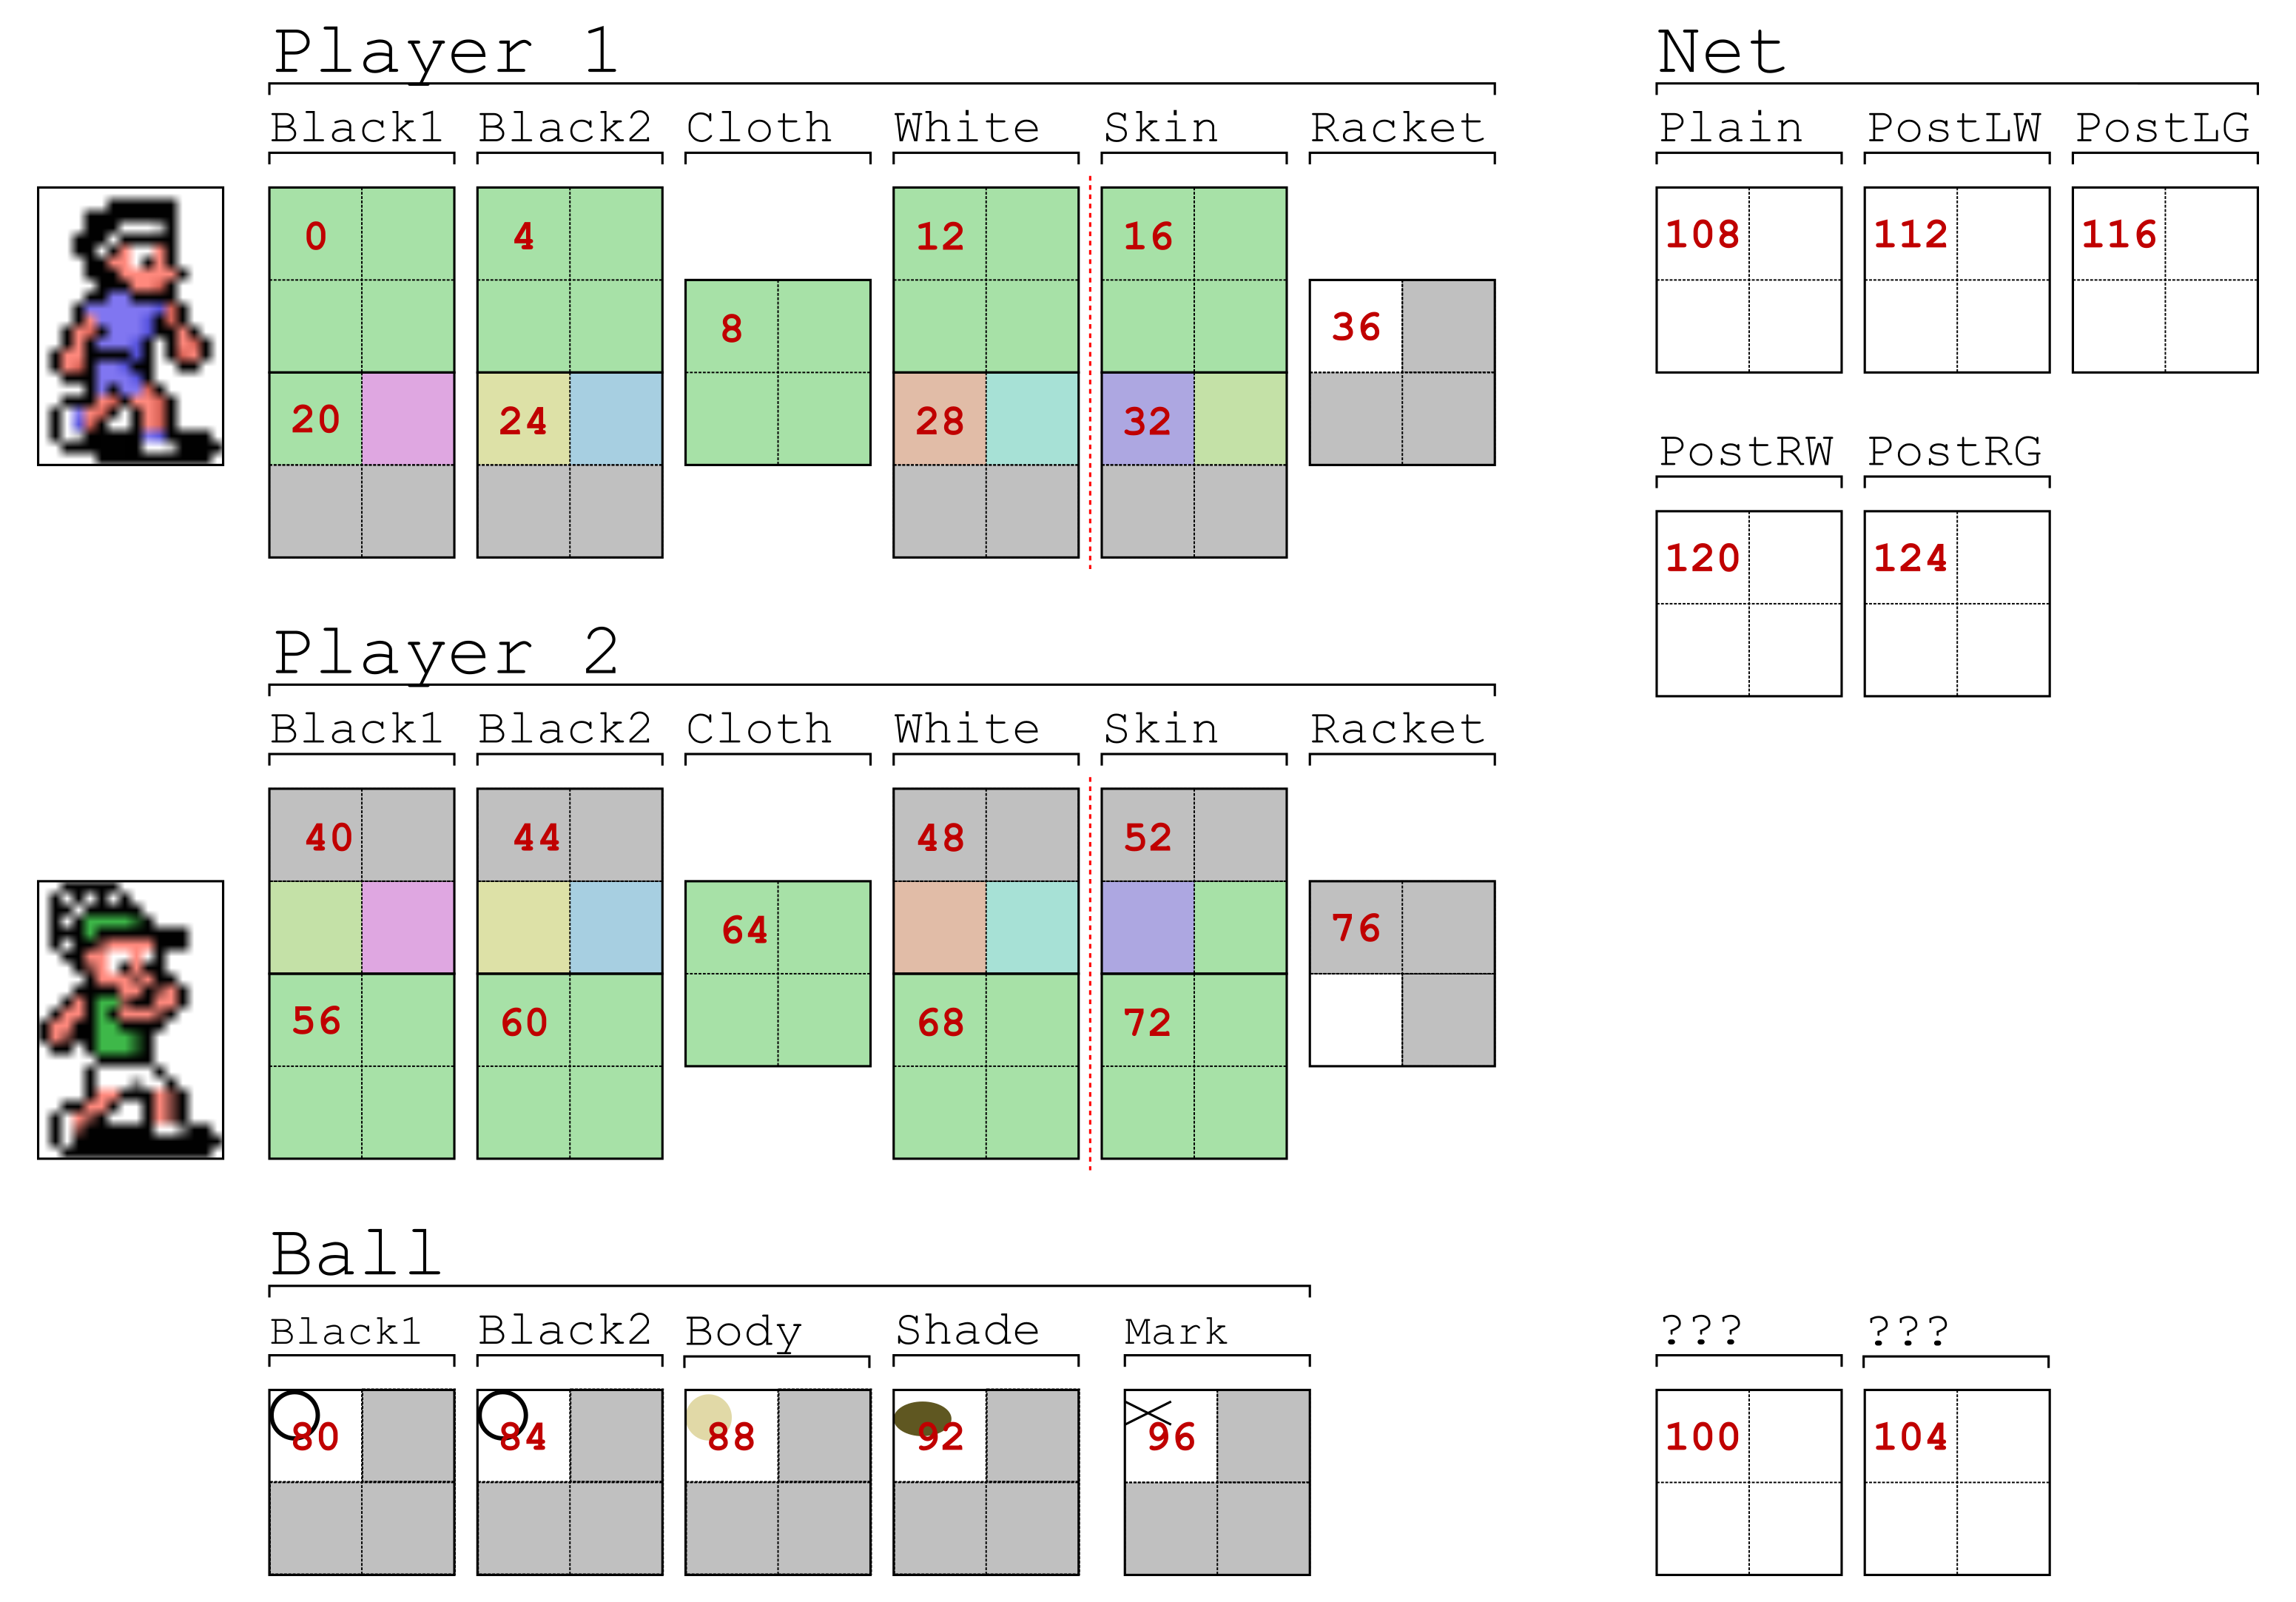 Player 1
Net
Black1 Black2 Cloth White Skin Racket
Plain PostLW PostLG
0 4 12 16
108 112 116
8 36
20 24 28 32
PostRW PostRG
120 124
Player 2
Black1 Black2 Cloth White Skin Racket
40 44 48 52
64 76
56 60 68 72
Ball
Black1 Black2 Body Shade Mark
??? ???
80 84 88 92 96
100 104